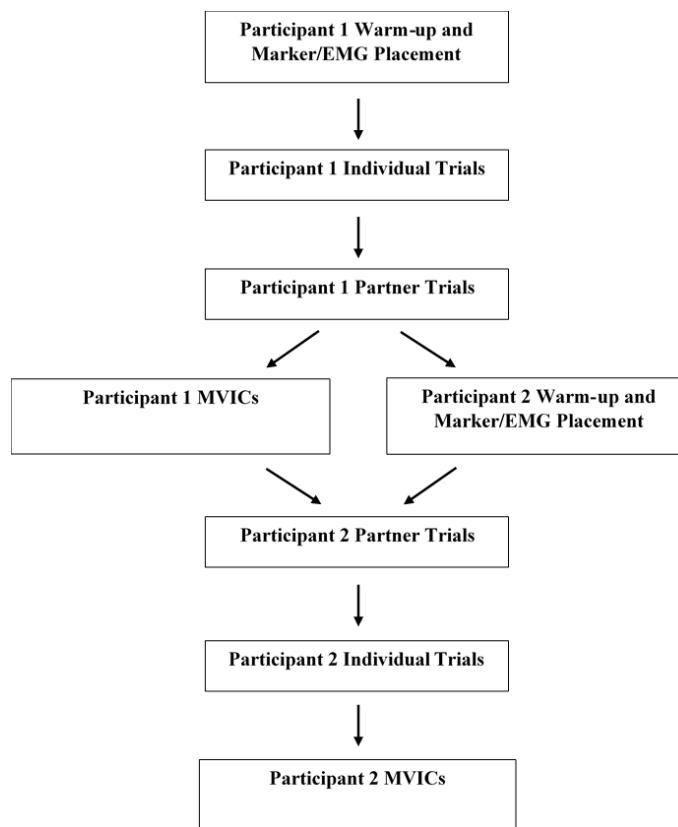 Participant 1 Warm-up and
Marker/EMG Placement
Participant 1 Individual Trials
Participant 1 Partner Trials
Participant 1 MVICs
Participant 2 Warm-up and
Marker/EMG Placement
Participant 2 Partner Trials
Participant 2 Individual Trials
Participant 2 MVICs